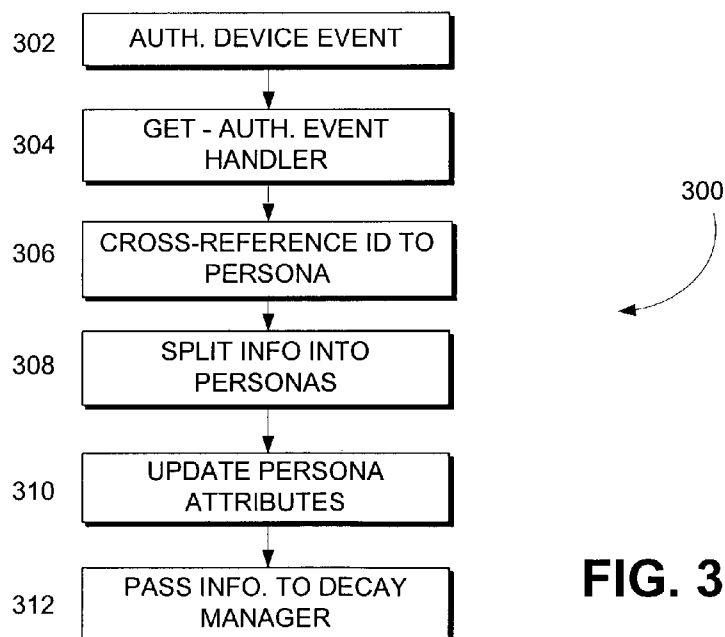 302
AUTH. DEVICE EVENT
304
GET - AUTH. EVENT
HANDLER
300
306
CROSS-REFERENCE ID TO
PERSONA
308
SPLIT INFO INTO
PERSONAS
310
UPDATE PERSONA
ATTRIBUTES
312
PASS INFO. TO DECAY
MANAGER
FIG. 3